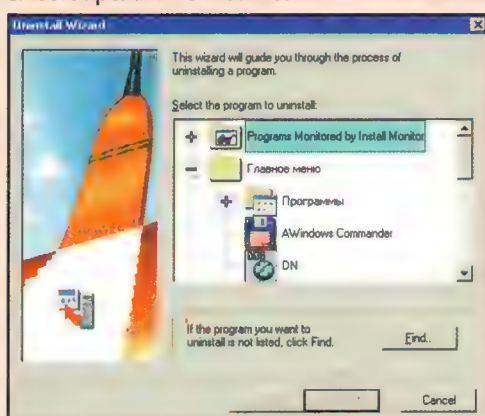 Uninstall Wizard
This wizard will guide you through the process of
uninstalling a program.
Select the program to uninstall:
Programs Monitored by Install Monitor
Главное меню
Программы
AWindows Commander
DN
If the program you want to
uninstall is not listed, click Find.
Find..
Cancel